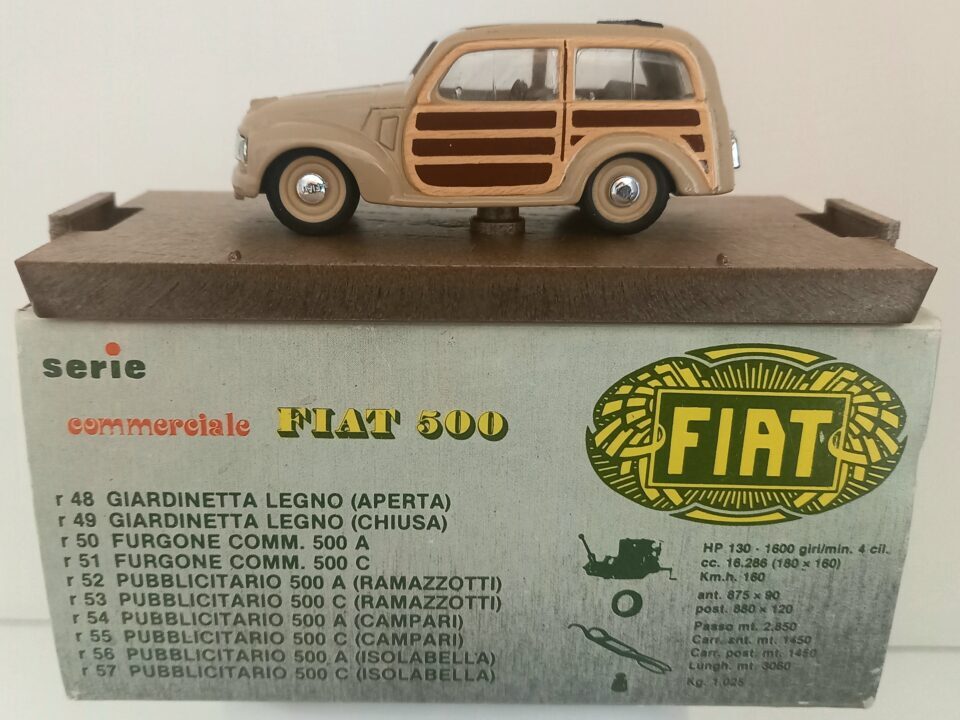 serie
commerciale FIAT 500
FIAT
r 48 GIARDINETTA LEGNO (APERTA)
r 49 GIARDINETTA LEGNO (CHIUSA)
r 50 FURGONE COMM. 500 A
r 51 FURGONE COMM. 500 C
r 52 PUBBLICITARIO 500 A (RAMAZZOTTI)
r 53 PUBBLICITARIO 500 C (RAMAZZOTTI)
r 54 PUBBLICITARIO 500 A (CAMPARI)
r 55 PUBBLICITARIO 500 C (CAMPARI)
r 56 PUBBLICITARIO 500 A (ISOLABELLA)
r 57 PUBBLICITARIO 500 C (ISOLABELLA)
HP 130 - 1600 giri/min. 4 cil.
cc. 16.286 (180 x 160)
Km.h. 160
ant. 875 x 90
post. 880 x 120
Passo mt. 2,850
Carr. ant. mt. 1450
Carr. post. mt. 1450
Lungh. mt. 3060
Kg. 1.025